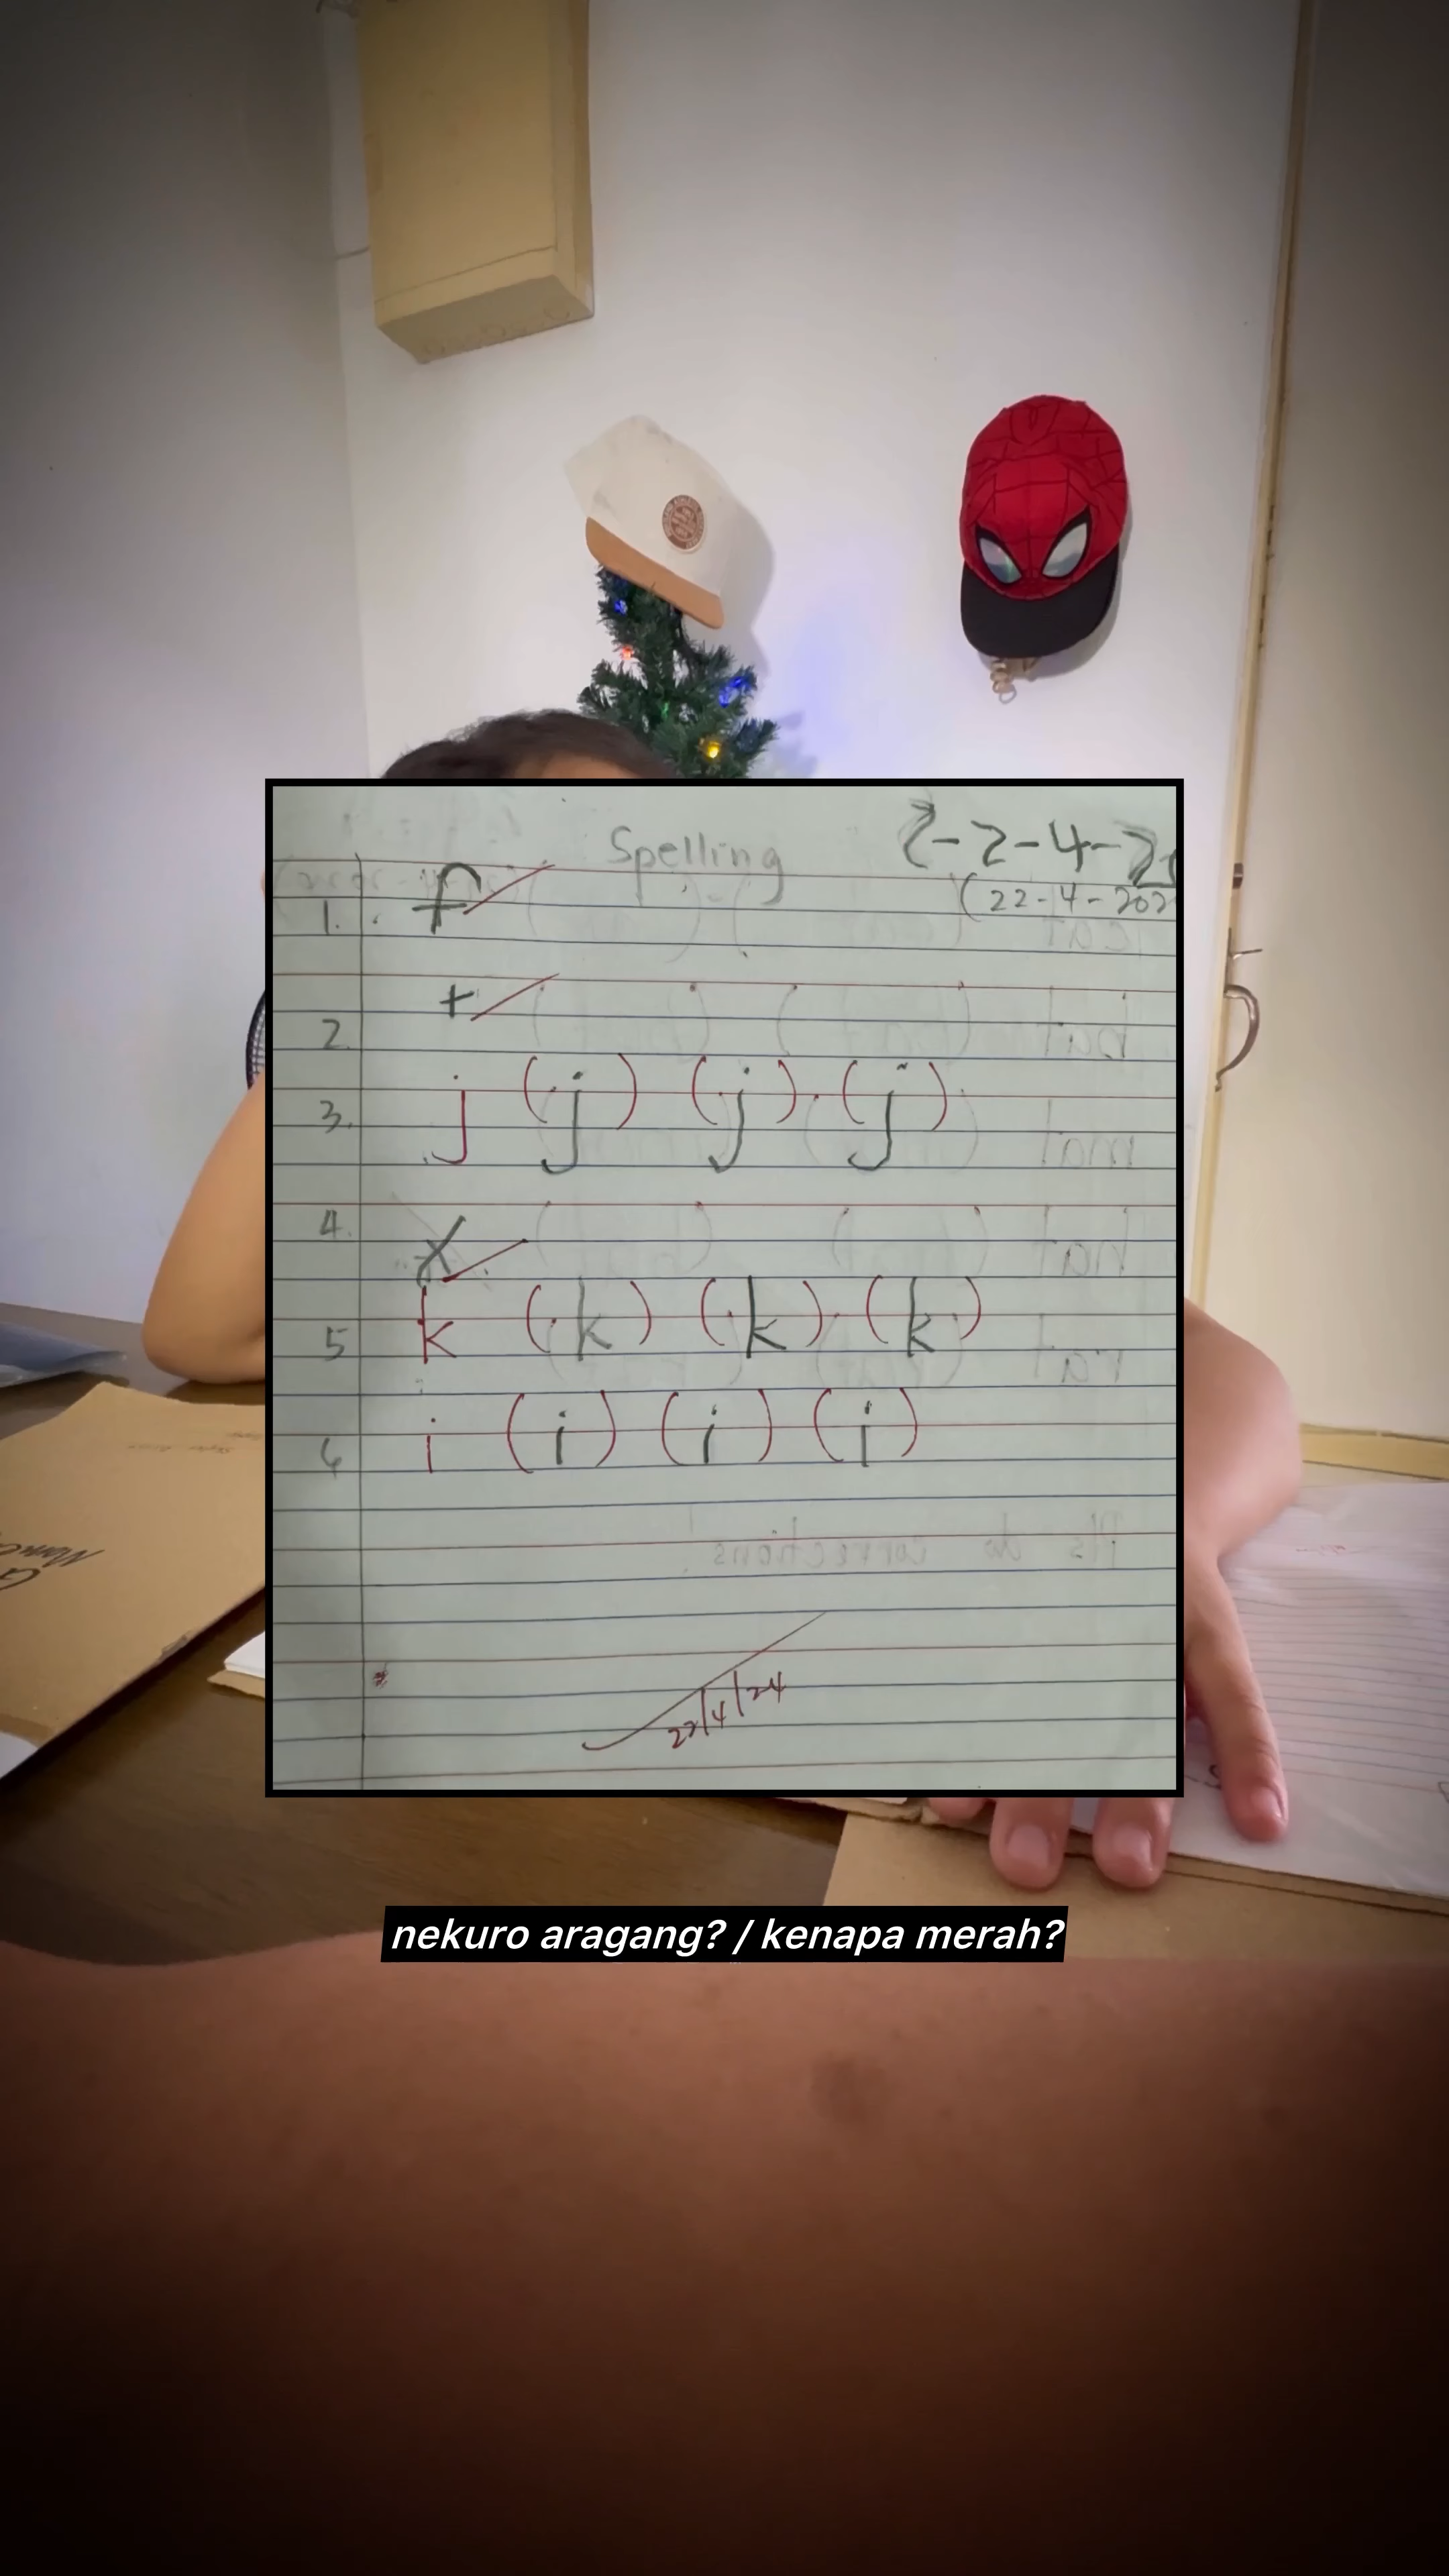 Spelling
2-2-4-2
(22-4-202
1. f
2. t
3. j (j) (j) (j)
4. x
5 k (k) (k) (k)
6 i (i) (i) (i)
22/4/24
nekuro aragang? / kenapa merah?